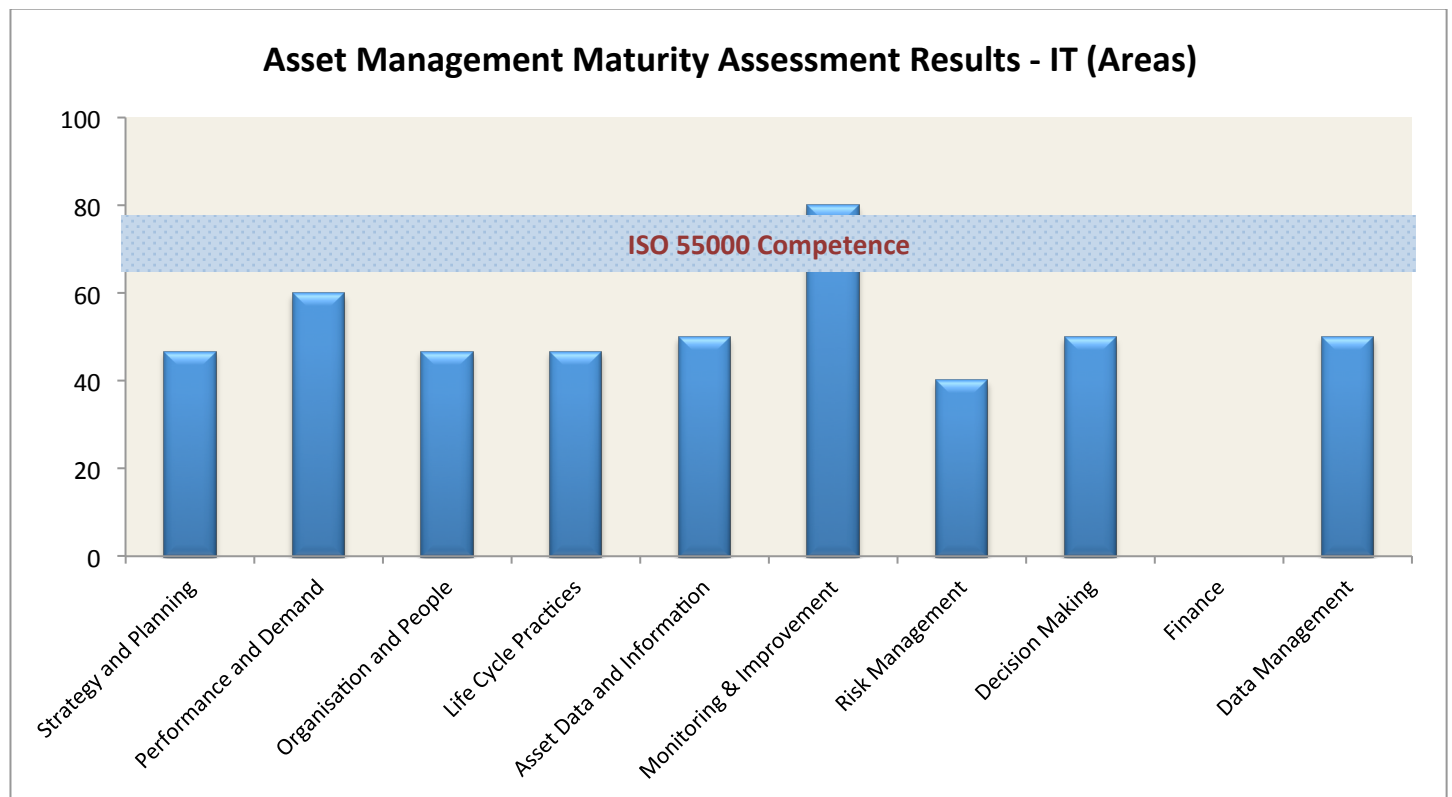 Asset Management Maturity Assessment Results - IT (Areas)
100
80
ISO 55000 Competence
60
40
20
0
Strategy and Planning
Performance and Demand
Organisation and People
Life Cycle Practices
Asset Data and Information
Monitoring & Improvement
Risk Management
Decision Making
Finance
Data Management